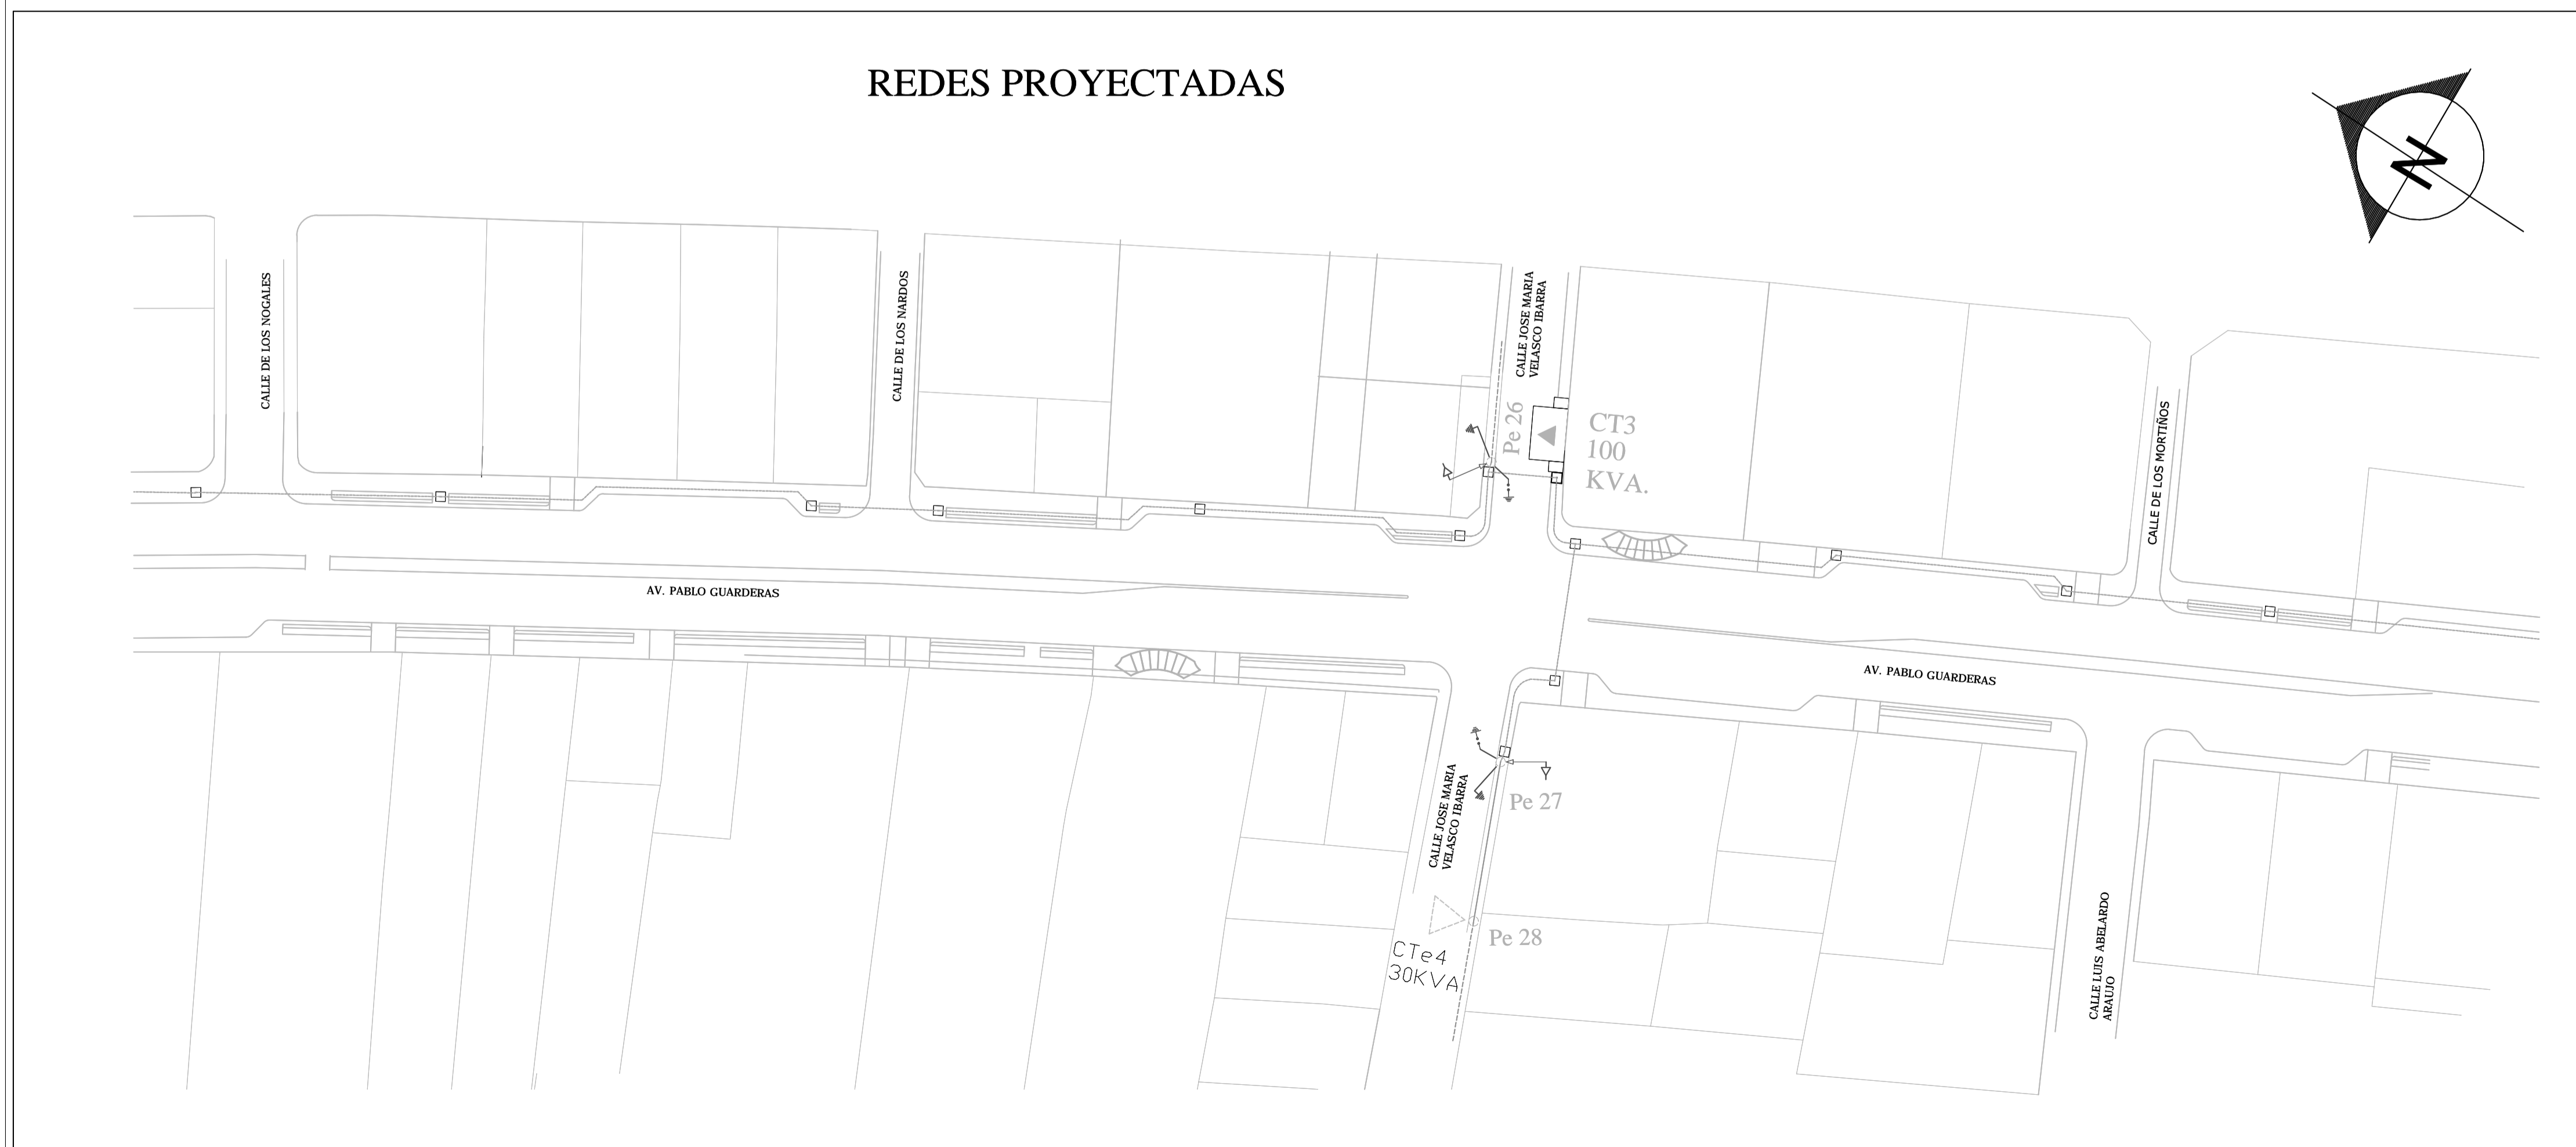 REDES PROYECTADAS
N
CALLE DE LOS NOGALES
CALLE DE LOS NARDOS
CALLE JOSE MARIA
VELASCO IBARRA
Pe 26
CT3
100
KVA.
CALLE DE LOS MORTIÑOS
AV. PABLO GUARDERAS
AV. PABLO GUARDERAS
CALLE JOSE MARIA
VELASCO IBARRA
Pe 27
Pe 28
CTe4
30KVA
CALLE LUIS ABELARDO
ARAUJO